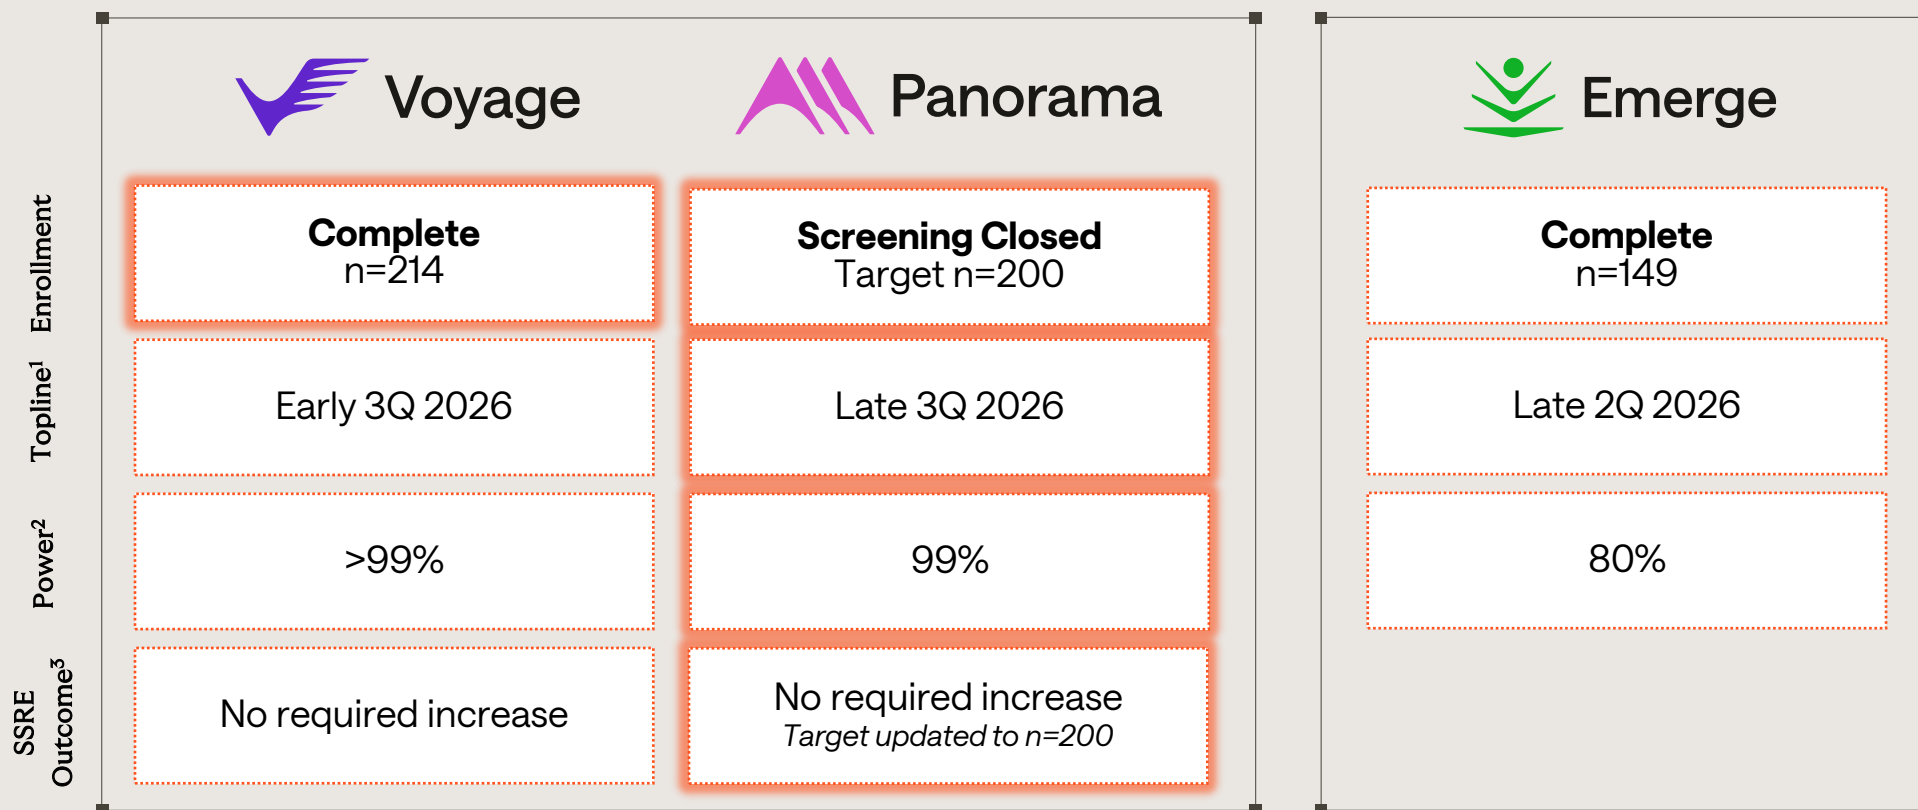 Voyage
Panorama
Emerge
Enrollment
Complete
n=214
Screening Closed
Target n=200
Complete
n=149
Topline¹
Early 3Q 2026
Late 3Q 2026
Late 2Q 2026
Power²
>99%
99%
80%
SSRE
Outcome³
No required increase
No required increase
Target updated to n=200